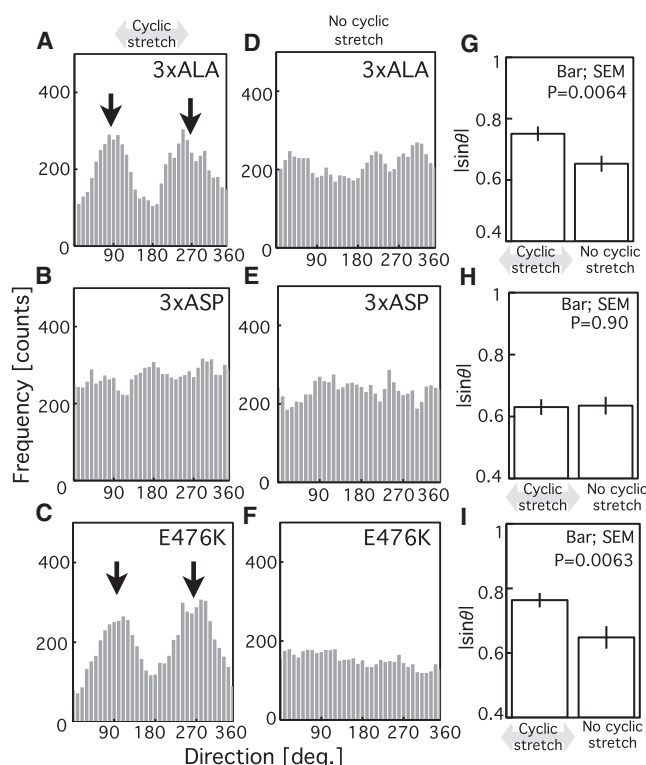 A
Cyclic
stretch
3xALA
400
200
0
90 180 270 360
D
No cyclic
stretch
3xALA
400
200
0
90 180 270 360
G
Bar; SEM
P=0.0064
1
0.8
0.6
0.4
|sinθ|
Cyclic
stretch
No cyclic
stretch
B
3xASP
400
200
0
90 180 270 360
E
3xASP
400
200
0
90 180 270 360
H
Bar; SEM
P=0.90
1
0.8
0.6
0.4
|sinθ|
Cyclic
stretch
No cyclic
stretch
Frequency [counts]
C
E476K
400
200
0
90 180 270 360
F
E476K
400
200
0
90 180 270 360
I
Bar; SEM
P=0.0063
1
0.8
0.6
0.4
|sinθ|
Cyclic
stretch
No cyclic
stretch
Direction [deg.]